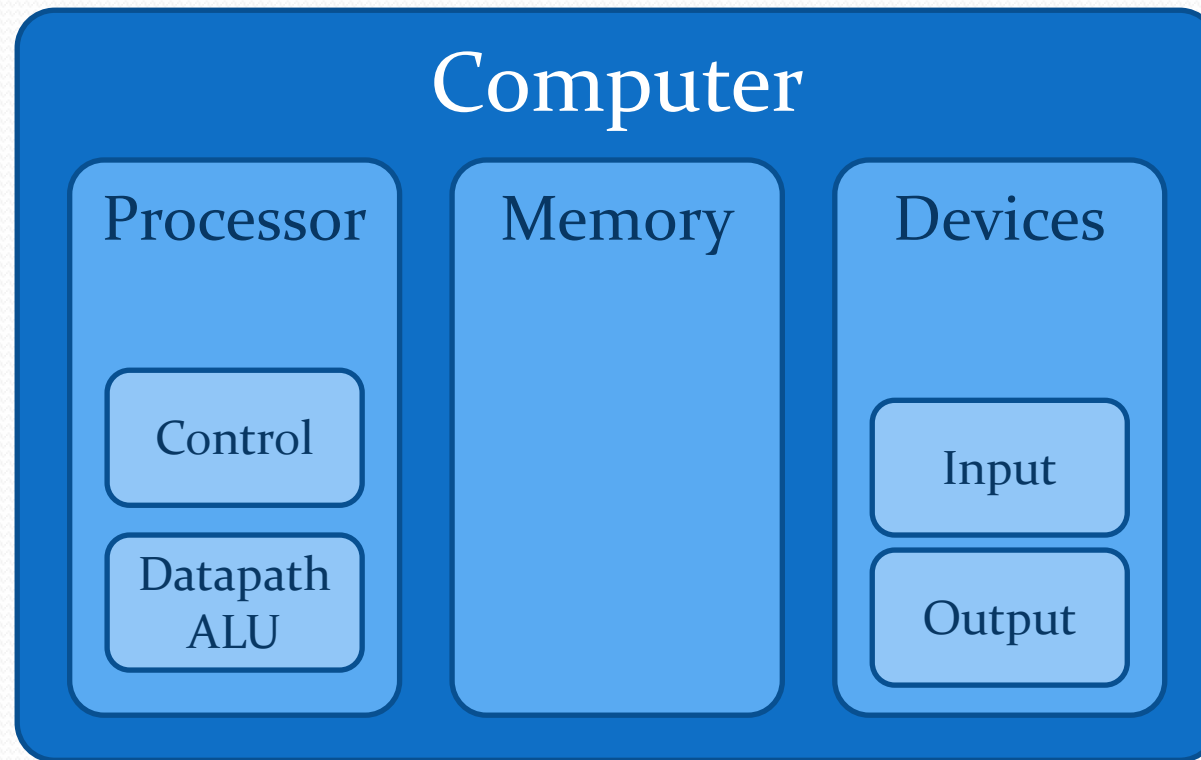 Computer
Processor
Control
Datapath
ALU
Memory
Devices
Input
Output